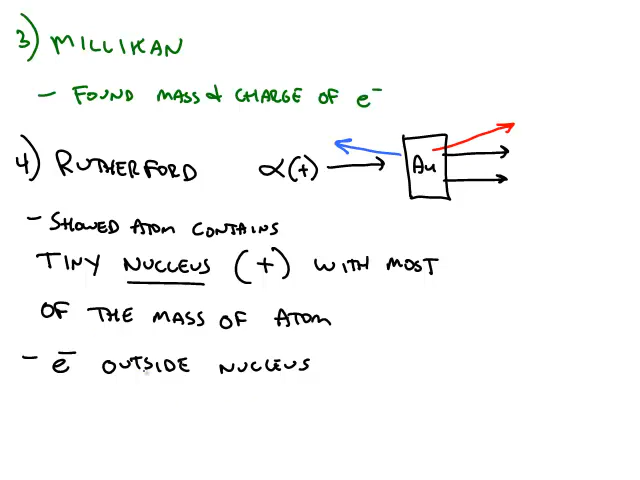 3) MILLIKAN
- FOUND MASS & CHARGE OF e⁻
4) RUTHERFORD α(+) Au
- SHOWED ATOM CONTAINS
TINY NUCLEUS (+) WITH MOST
OF THE MASS OF ATOM
- e⁻ OUTSIDE NUCLEUS